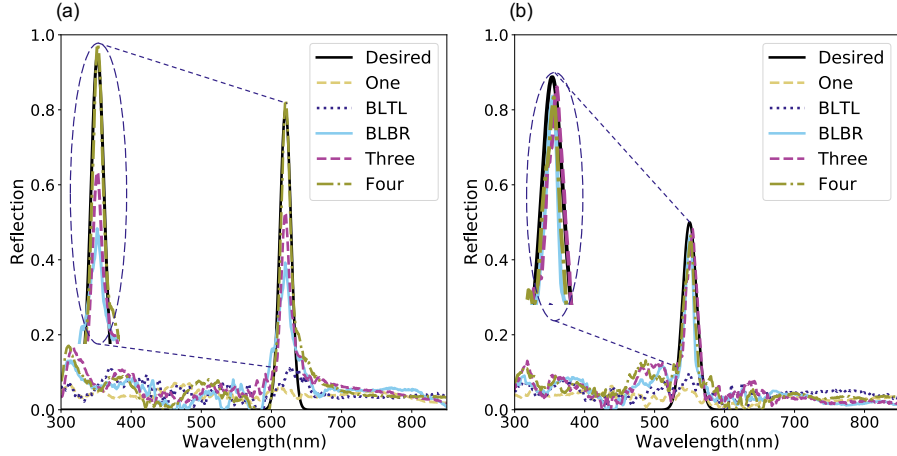 (a)
(b)
Reflection
1.0
0.8
0.6
0.4
0.2
0.0
300 400 500 600 700 800
Wavelength(nm)
Desired
One
BLTL
BLBR
Three
Four
Reflection
1.0
0.8
0.6
0.4
0.2
0.0
300 400 500 600 700 800
Wavelength(nm)
Desired
One
BLTL
BLBR
Three
Four